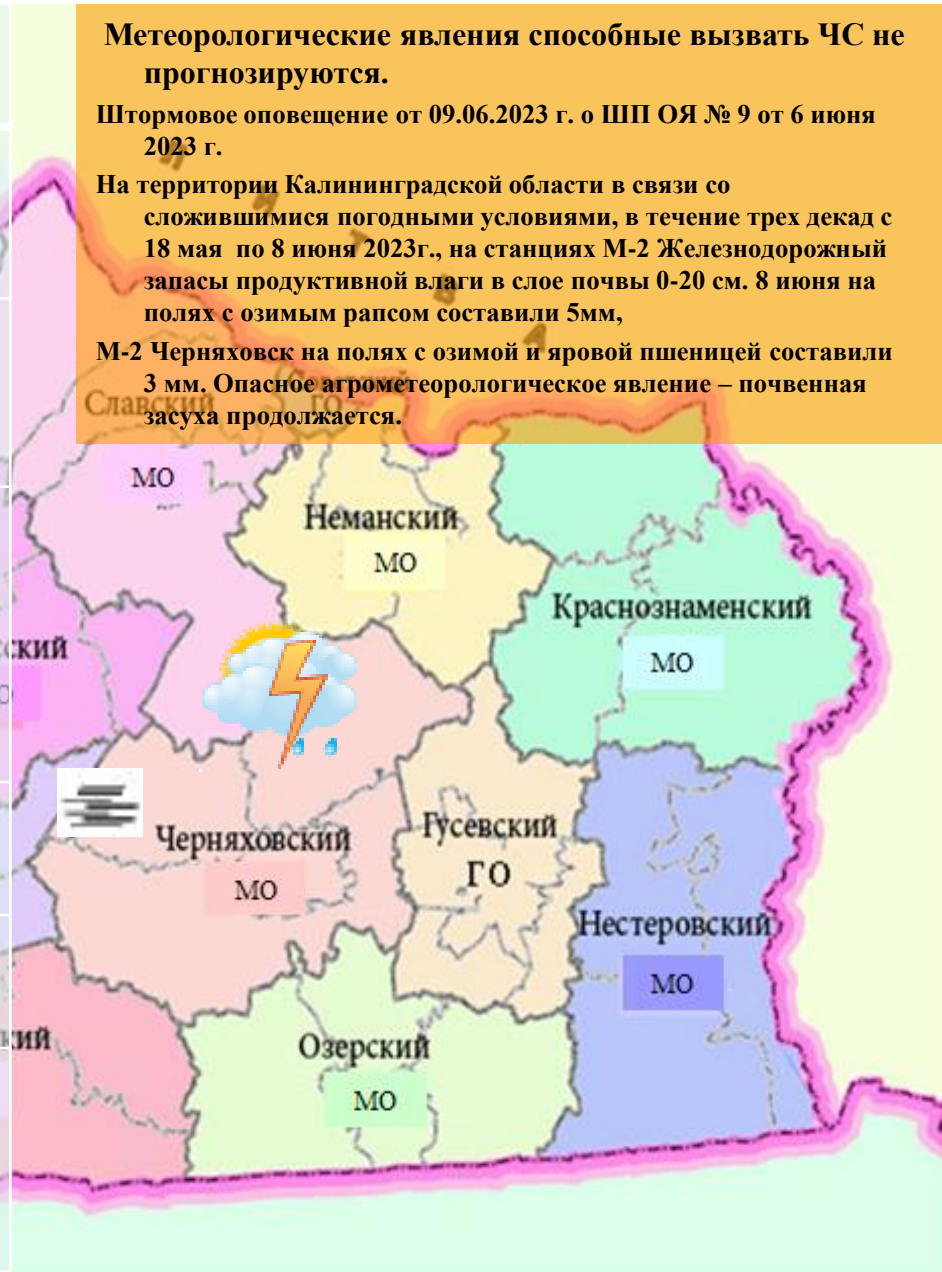 Метеорологические явления способные вызвать ЧС не
прогнозируются.
Штормовое оповещение от 09.06.2023 г. о ШП ОЯ № 9 от 6 июня
2023 г.
На территории Калининградской области в связи со
сложившимися погодными условиями, в течение трех декад с
18 мая по 8 июня 2023г., на станциях М-2 Железнодорожный
запасы продуктивной влаги в слое почвы 0-20 см. 8 июня на
полях с озимым рапсом составили 5мм,
М-2 Черняховск на полях с озимой и яровой пшеницей составили
3 мм. Опасное агрометеорологическое явление – почвенная
засуха продолжается.
ЛИТВА
Славский
МО
ГО
Неманский
МО
Краснознаменский
МО
ский
Черняховский
МО
Гусевский
ГО
Нестеровский
МО
кий
Озерский
МО